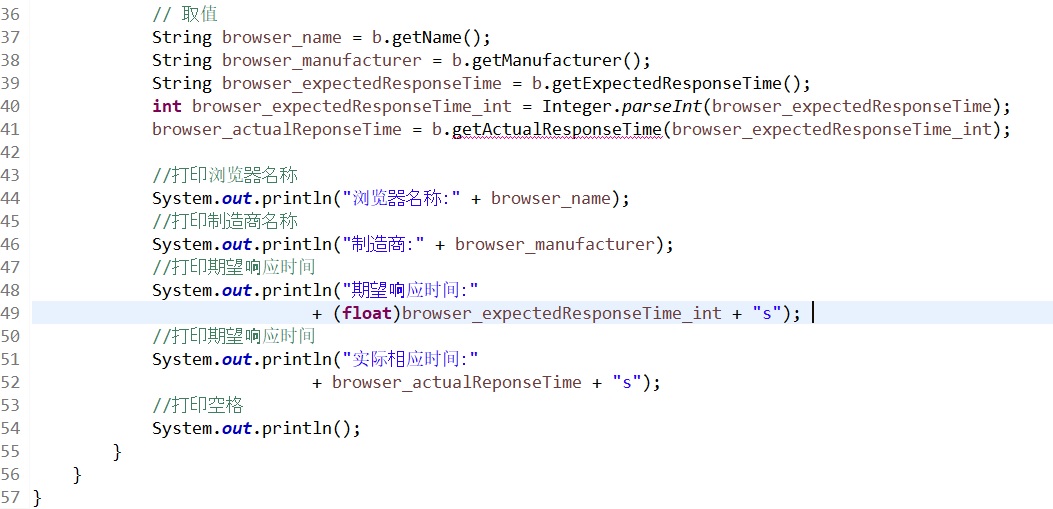 36 // 取值
37 String browser_name = b.getName();
38 String browser_manufacturer = b.getManufacturer();
39 String browser_expectedResponseTime = b.getExpectedResponseTime();
40 int browser_expectedResponseTime_int = Integer.parseInt(browser_expectedResponseTime);
41 browser_actualReponseTime = b.getActualResponseTime(browser_expectedResponseTime_int);
42
43 //打印浏览器名称
44 System.out.println("浏览器名称:" + browser_name);
45 //打印制造商名称
46 System.out.println("制造商:" + browser_manufacturer);
47 //打印期望响应时间
48 System.out.println("期望响应时间:"
49 + (float)browser_expectedResponseTime_int + "s");
50 //打印期望响应时间
51 System.out.println("实际相应时间:"
52 + browser_actualReponseTime + "s");
53 //打印空格
54 System.out.println();
55 }
56 }
57 }